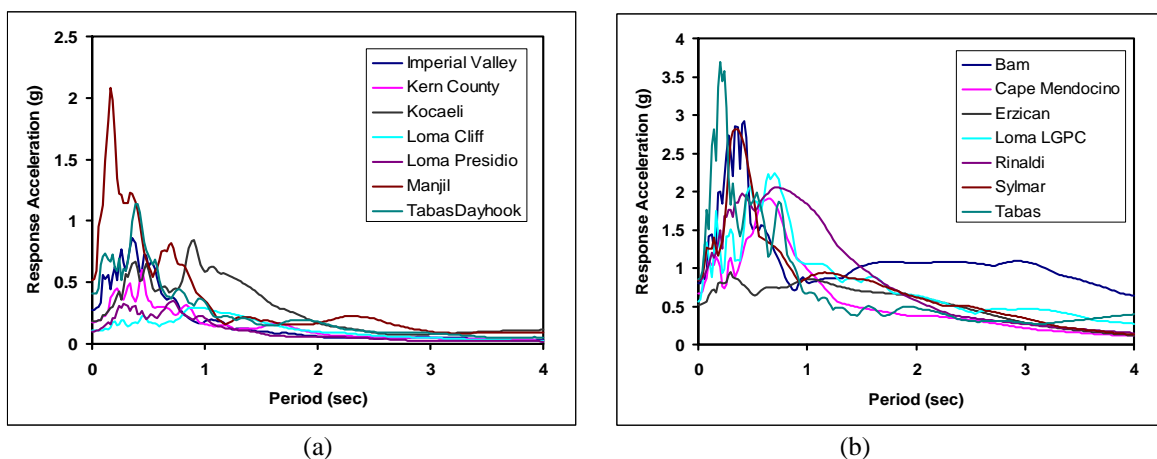 2.5
2
1.5
1
0.5
0
Response Acceleration (g)
0 1 2 3 4
Period (sec)
Imperial Valley
Kern County
Kocaeli
Loma Cliff
Loma Presidio
Manjil
TabasDayhook
(a)
4
3.5
3
2.5
2
1.5
1
0.5
0
Response Acceleration (g)
0 1 2 3 4
Period (sec)
Bam
Cape Mendocino
Erzican
Loma LGPC
Rinaldi
Sylmar
Tabas
(b)